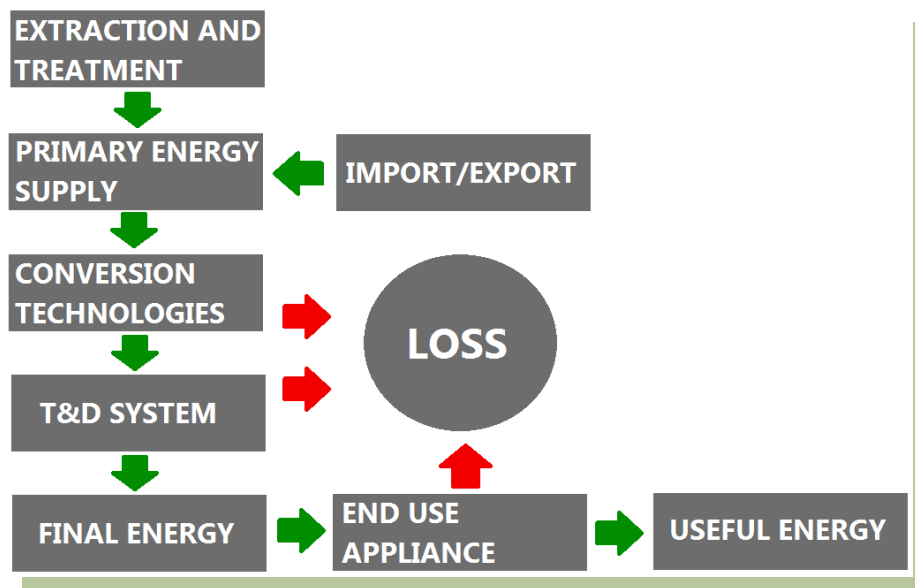 EXTRACTION AND
TREATMENT
PRIMARY ENERGY
SUPPLY
IMPORT/EXPORT
CONVERSION
TECHNOLOGIES
LOSS
T&D SYSTEM
FINAL ENERGY
END USE
APPLIANCE
USEFUL ENERGY